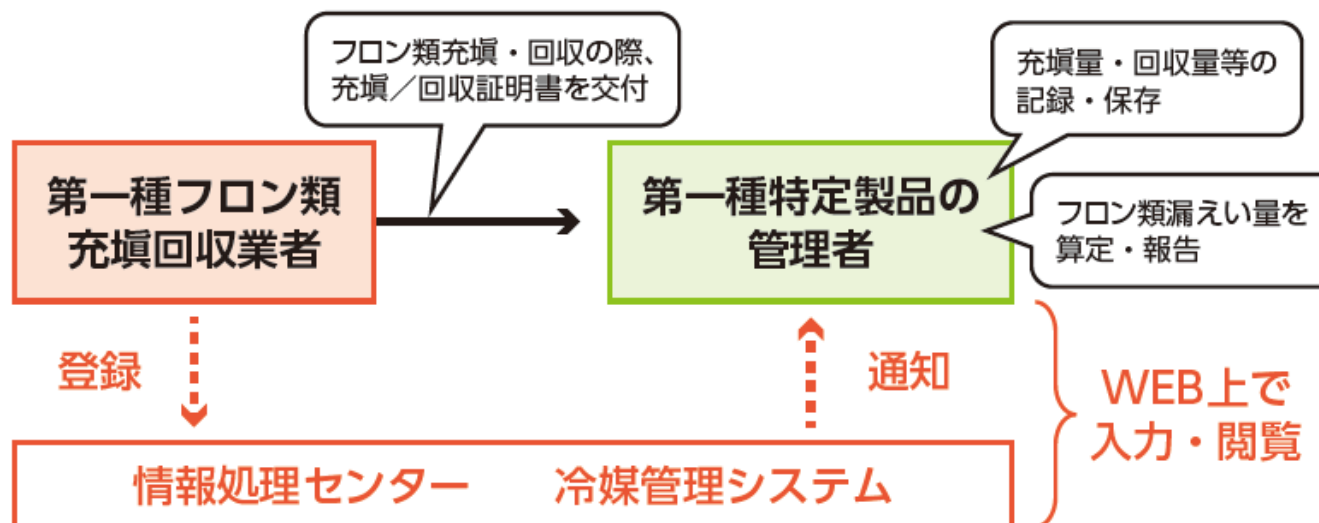 フロン類充塡・回収の際、
充塡／回収証明書を交付
充塡量・回収量等の
記録・保存
第一種フロン類
充塡回収業者
第一種特定製品の
管理者
フロン類漏えい量を
算定・報告
登録
通知
WEB上で
入力・閲覧
情報処理センター　冷媒管理システム